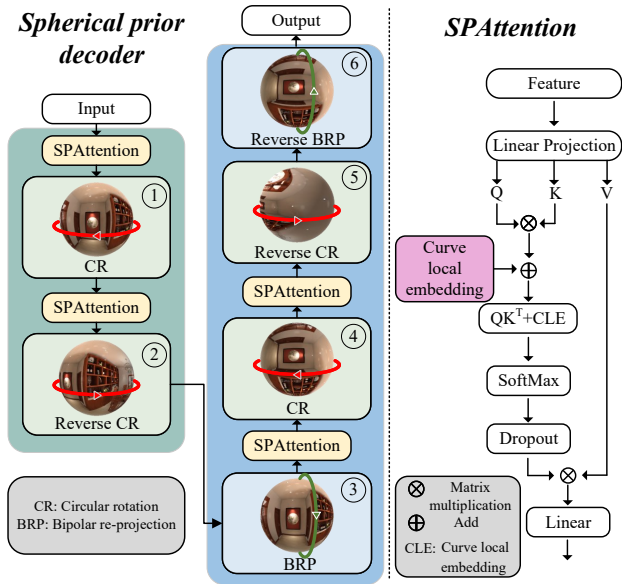 Spherical prior
decoder
Input
SPAttention
1
CR
SPAttention
2
Reverse CR
CR: Circular rotation
BRP: Bipolar re-projection
Output
6
Reverse BRP
5
Reverse CR
SPAttention
4
CR
SPAttention
3
BRP
SPAttention
Feature
Linear Projection
Q K V
Curve
local
embedding
QK^T+CLE
SoftMax
Dropout
Linear
Matrix
multiplication
Add
CLE: Curve local
embedding